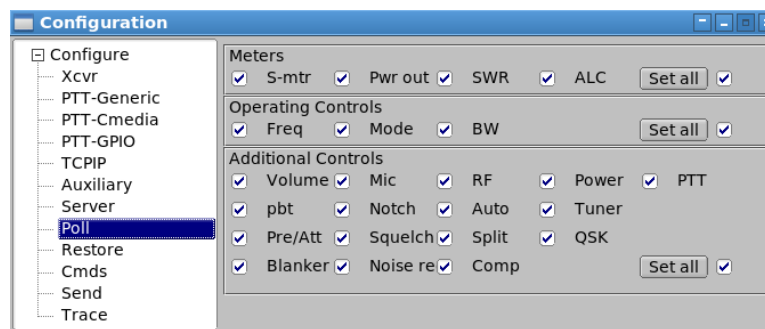 Configuration
Configure
Xcvr
PTT-Generic
PTT-Cmedia
PTT-GPIO
TCPIP
Auxiliary
Server
Poll
Restore
Cmds
Send
Trace
Meters
S-mtr Pwr out SWR ALC Set all
Operating Controls
Freq Mode BW Set all
Additional Controls
Volume Mic RF Power PTT
pbt Notch Auto Tuner
Pre/Att Squelch Split QSK
Blanker Noise re Comp Set all